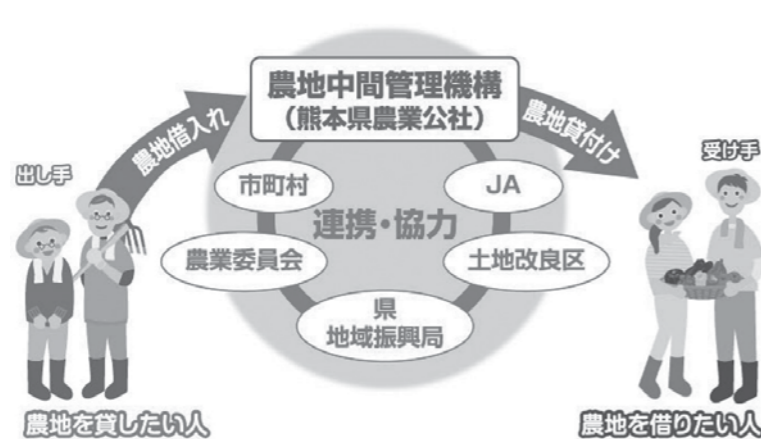 農地中間管理機構
(熊本県農業公社)
農地借入れ
農地貸付け
出し手
受け手
市町村
JA
連携・協力
農業委員会
土地改良区
県
地域振興局
農地を貸したい人
農地を借りたい人